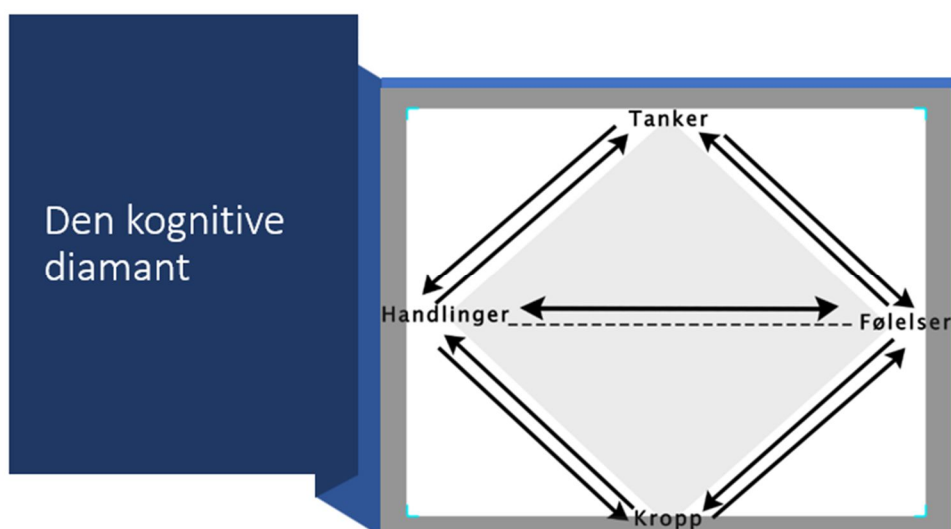 Den kognitive
diamant
Tanker
Handlinger
Følelser
Kropp